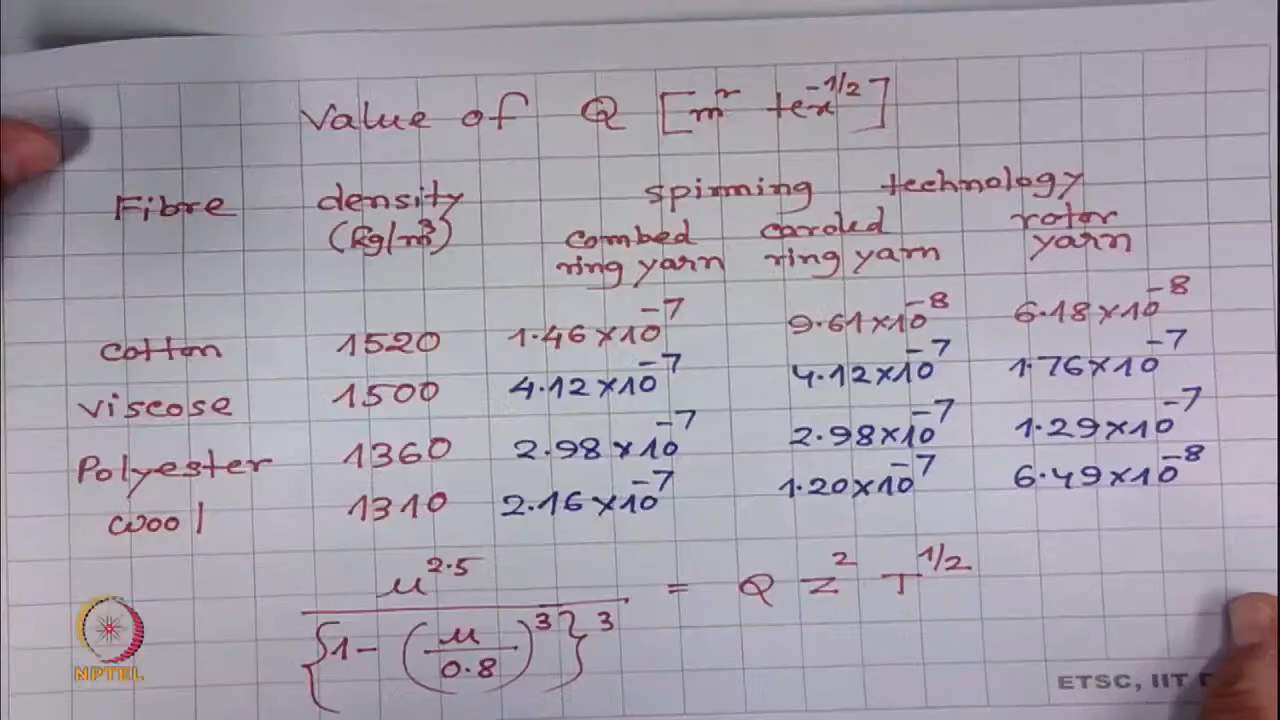 Value of Q [m² tex^-1/2]
Fibre density spinning technology
(kg/m³) combed ring yarn carded ring yarn rotor yarn
Cotton 1520 1.46×10^-7 9.61×10^-8 6.18×10^-8
Viscose 1500 4.12×10^-7 4.12×10^-7 1.76×10^-7
Polyester 1360 2.98×10^-7 2.98×10^-7 1.29×10^-7
Wool 1310 2.16×10^-7 1.20×10^-7 6.49×10^-8
μ^2.5 / {1-(μ/0.8)^3}^3 = Q Z^2 T^1/2
NPTEL
ETSC, IIT